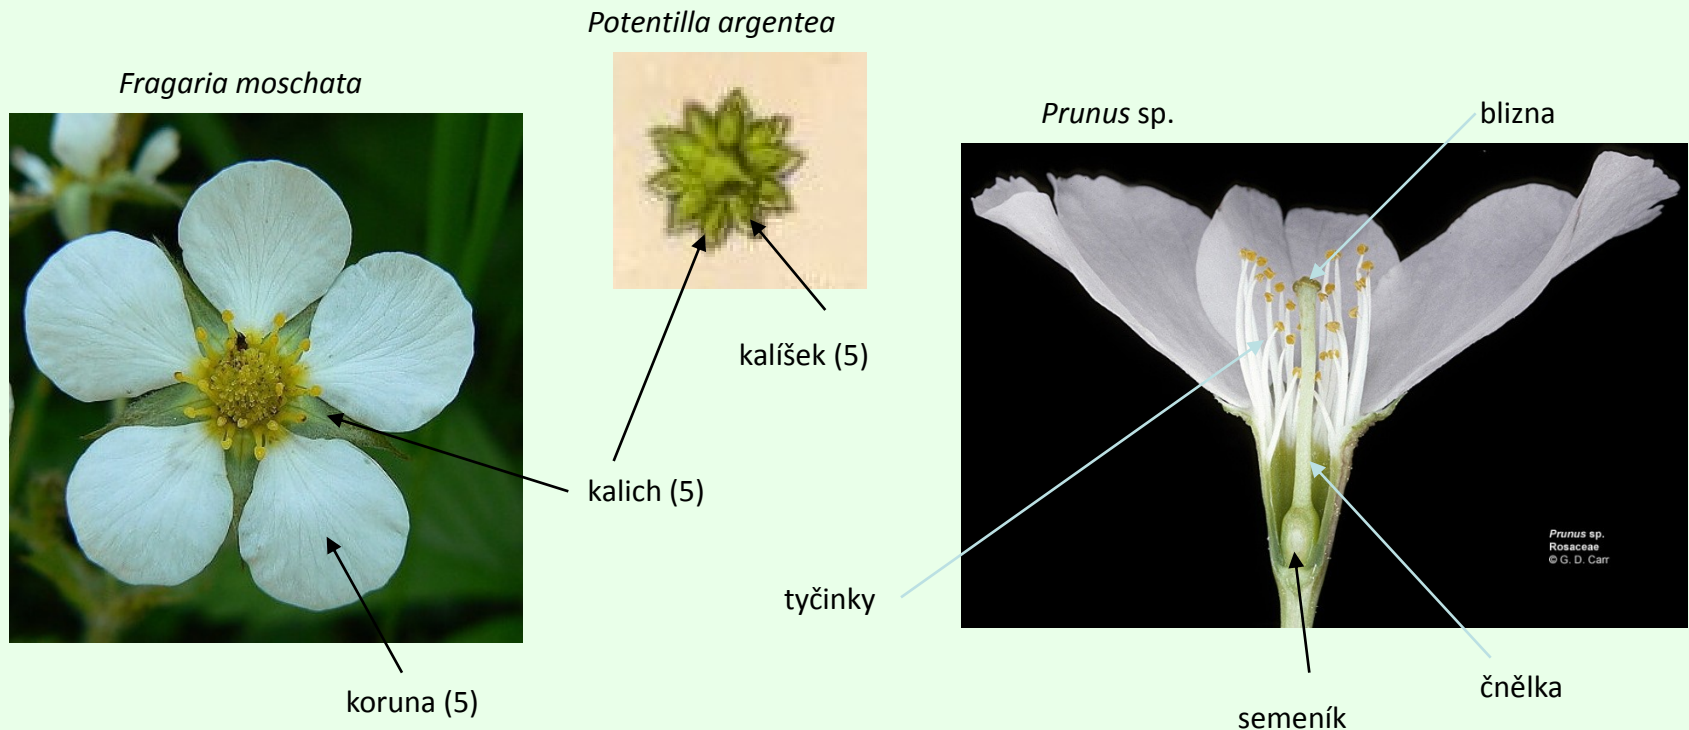 Potentilla argentea
Fragaria moschata
Prunus sp.
blizna
kalíšek (5)
kalich (5)
tyčinky
koruna (5)
čnělka
semeník
Prunus sp.
Rosaceae
© G. D. Carr